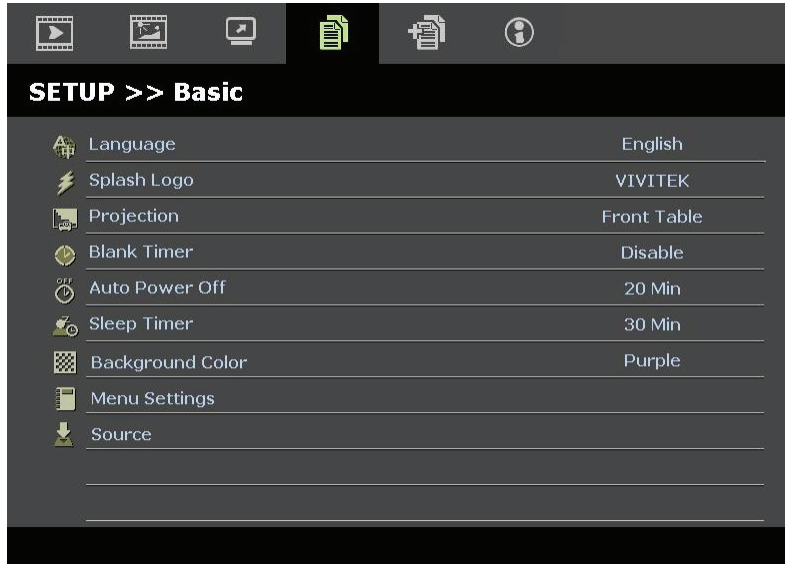 SETUP >> Basic
Language English
Splash Logo VIVITEK
Projection Front Table
Blank Timer Disable
OFF
Auto Power Off 20 Min
Sleep Timer 30 Min
Background Color Purple
Menu Settings
Source